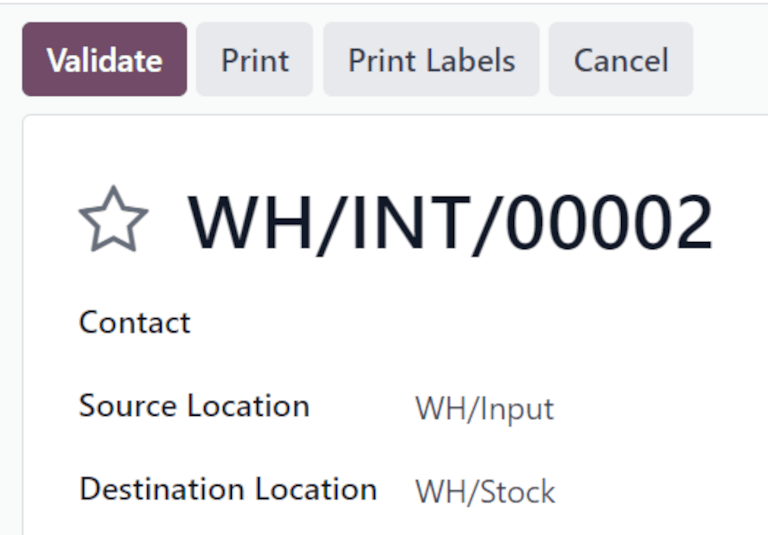 Validate Print Print Labels Cancel
WH/INT/00002
Contact
Source Location WH/Input
Destination Location WH/Stock